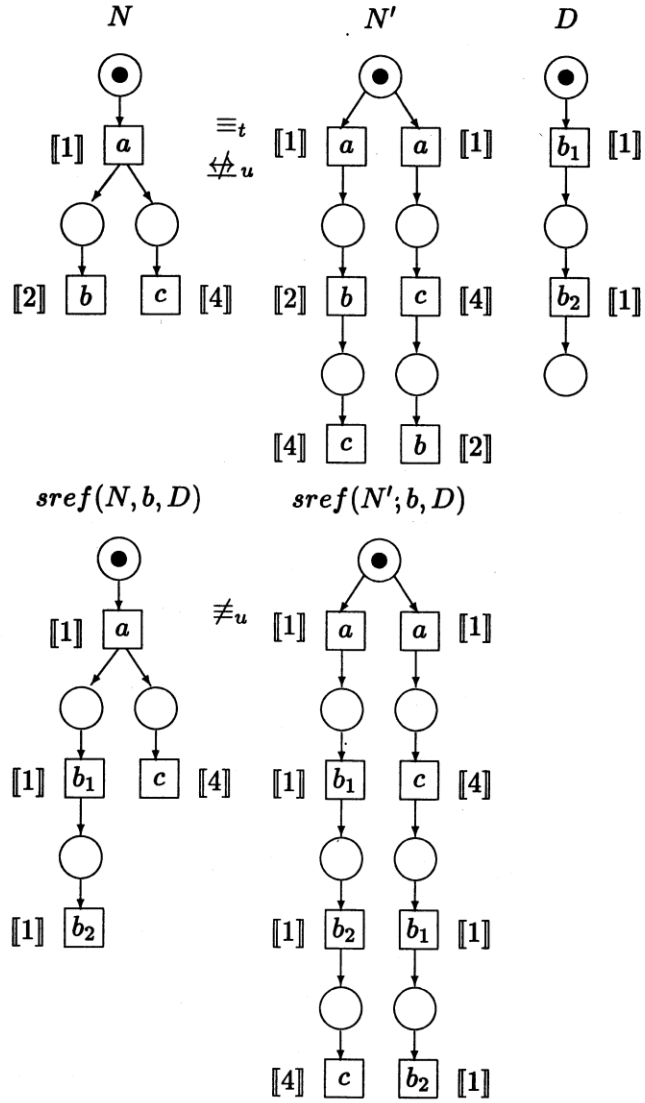 N N′ D
[[1]] a ≡t [[1]] a a [[1]] b1 [[1]]
↮u
[[2]] b c [[4]] [[2]] b c [[4]] b2 [[1]]
[[4]] c b [[2]]
sref(N, b, D) sref(N′; b, D)
[[1]] a ≢u [[1]] a a [[1]]
[[1]] b1 c [[4]] [[1]] b1 c [[4]]
[[1]] b2 [[1]] b2 b1 [[1]]
[[4]] c b2 [[1]]